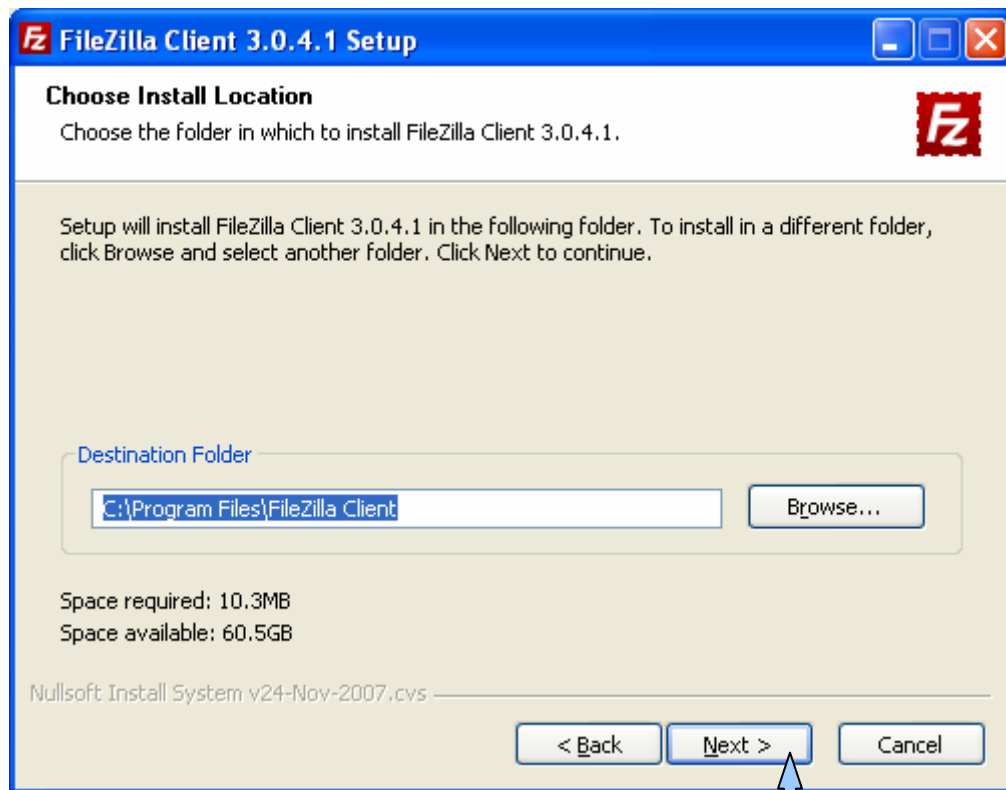 FileZilla Client 3.0.4.1 Setup
Choose Install Location
Choose the folder in which to install FileZilla Client 3.0.4.1.
Fz
Setup will install FileZilla Client 3.0.4.1 in the following folder. To install in a different folder,
click Browse and select another folder. Click Next to continue.
Destination Folder
C:\Program Files\FileZilla Client
Browse...
Space required: 10.3MB
Space available: 60.5GB
Nullsoft Install System v24-Nov-2007.cvs
< Back
Next >
Cancel